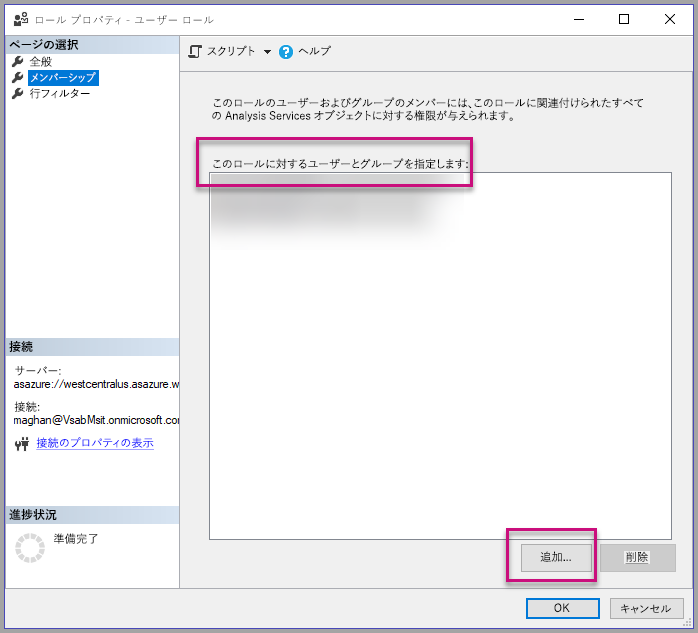 ロール プロパティ - ユーザー ロール
ページの選択
全般
メンバーシップ
行フィルター
スクリプト
ヘルプ
このロールのユーザーおよびグループのメンバーには、このロールに関連付けられたすべて
の Analysis Services オブジェクトに対する権限が与えられます。
このロールに対するユーザーとグループを指定します:
接続
サーバー:
asazure://westcentralus.asazure.w
接続:
maghan@VsabMsit.onmicrosoft.co
接続のプロパティの表示
進捗状況
準備完了
追加...
削除
OK
キャンセル